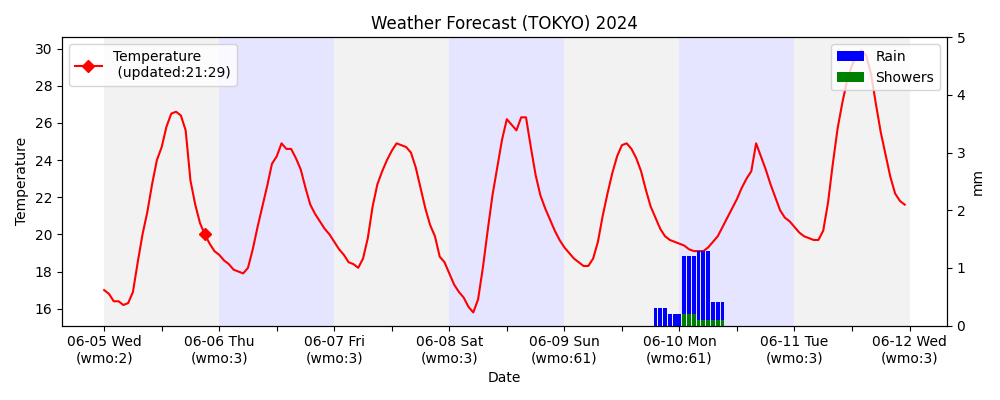 Weather Forecast (TOKYO) 2024
Temperature
(updated:21:29)
Rain
Showers
30
28
26
24
22
20
18
16
Temperature
5
4
3
2
1
0
mm
06-05 Wed
(wmo:2)
06-06 Thu
(wmo:3)
06-07 Fri
(wmo:3)
06-08 Sat
(wmo:3)
06-09 Sun
(wmo:61)
06-10 Mon
(wmo:61)
06-11 Tue
(wmo:3)
06-12 Wed
(wmo:3)
Date